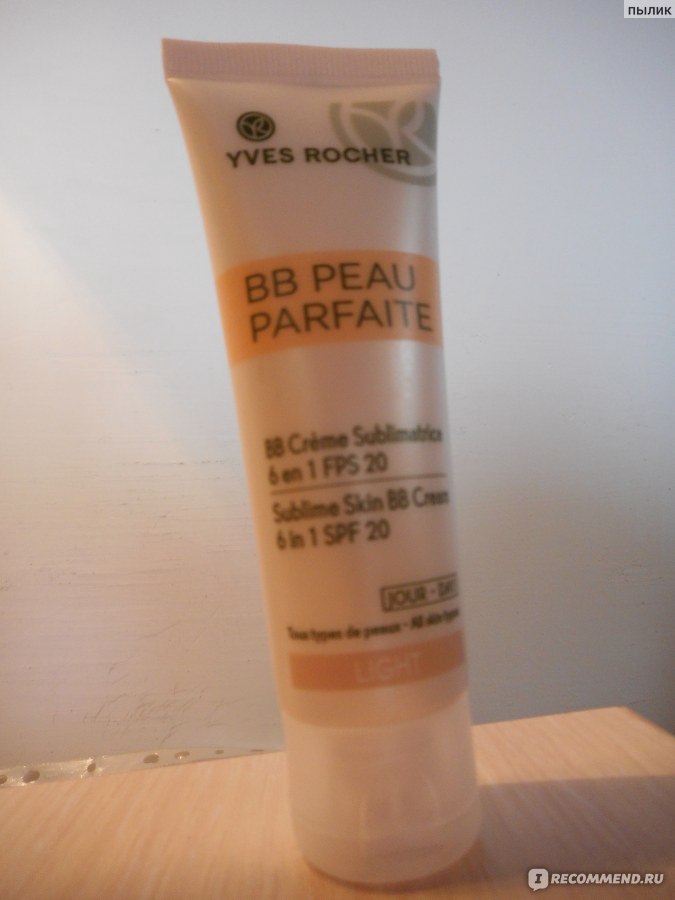 пылик
YVES ROCHER
BB PEAU
PARFAITE
BB Crème Sublimatrice
6 en 1 FPS 20
Sublime Skin BB Cream
6 in 1 SPF 20
JOUR - DAY
Tous types de peaux - All skin types
LIGHT
I RECOMMEND.RU